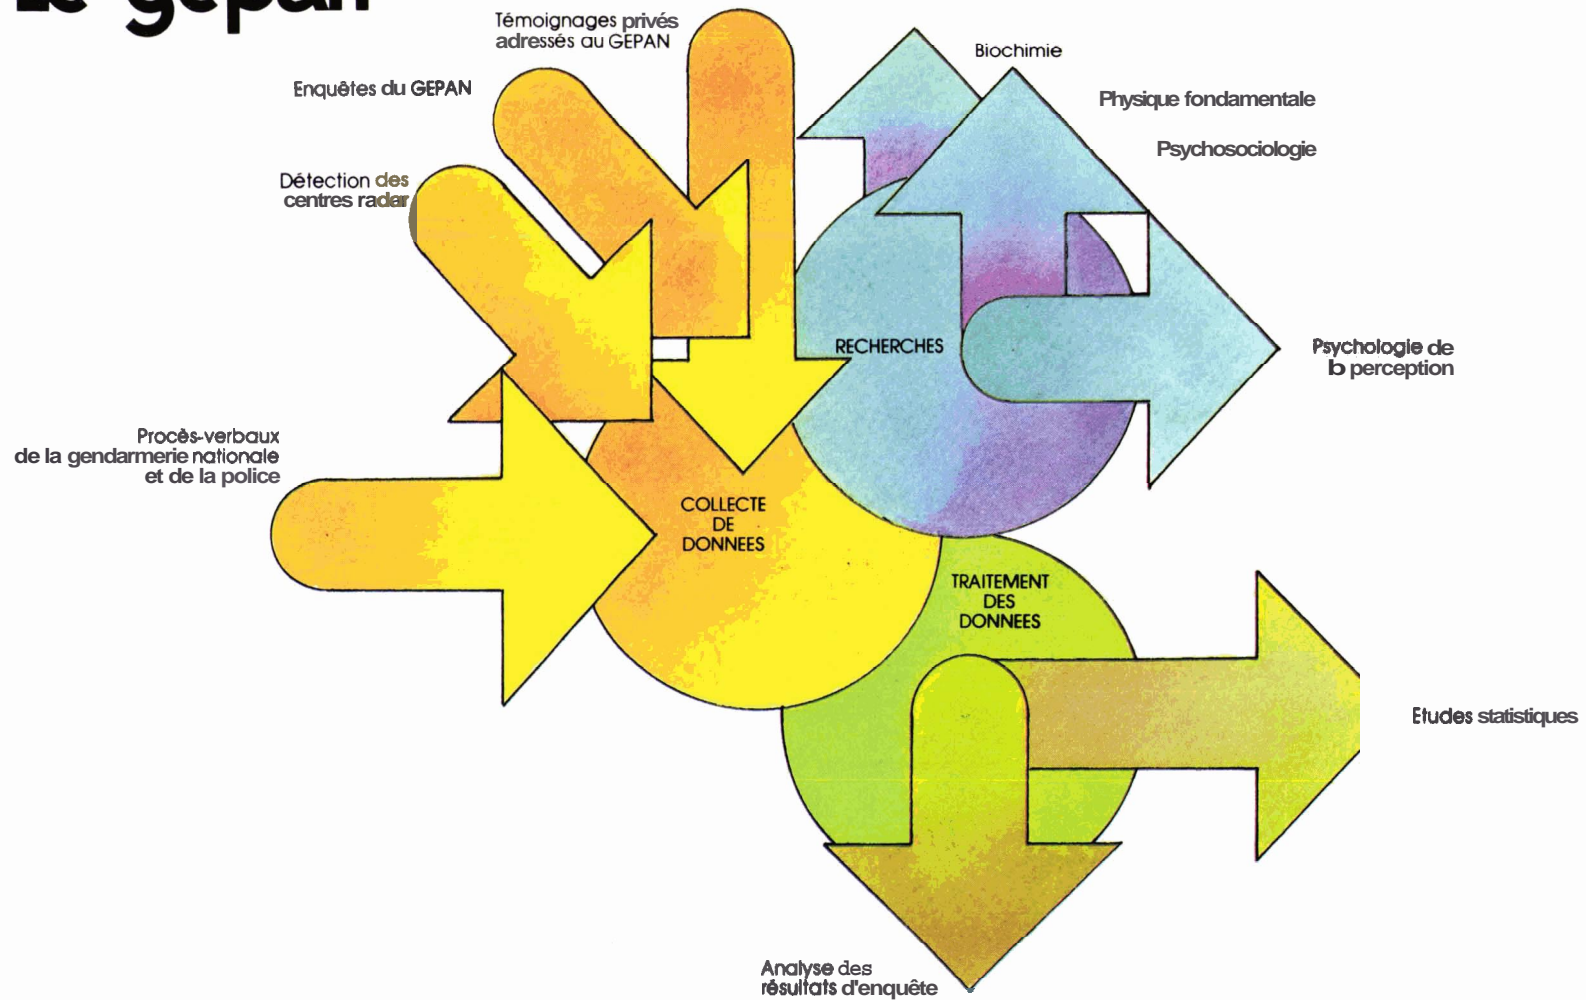 Le gepan
Témoignages privés
adressés au GEPAN
Biochimie
Enquêtes du GEPAN
Physique fondamentale
Psychosociologie
Détection des
centres radar
RECHERCHES
Psychologie de
b perception
Procès-verbaux
de la gendarmerie nationale
et de la police
COLLECTE
DE
DONNEES
TRAITEMENT
DES
DONNEES
Etudes statistiques
Analyse des
résultats d'enquête